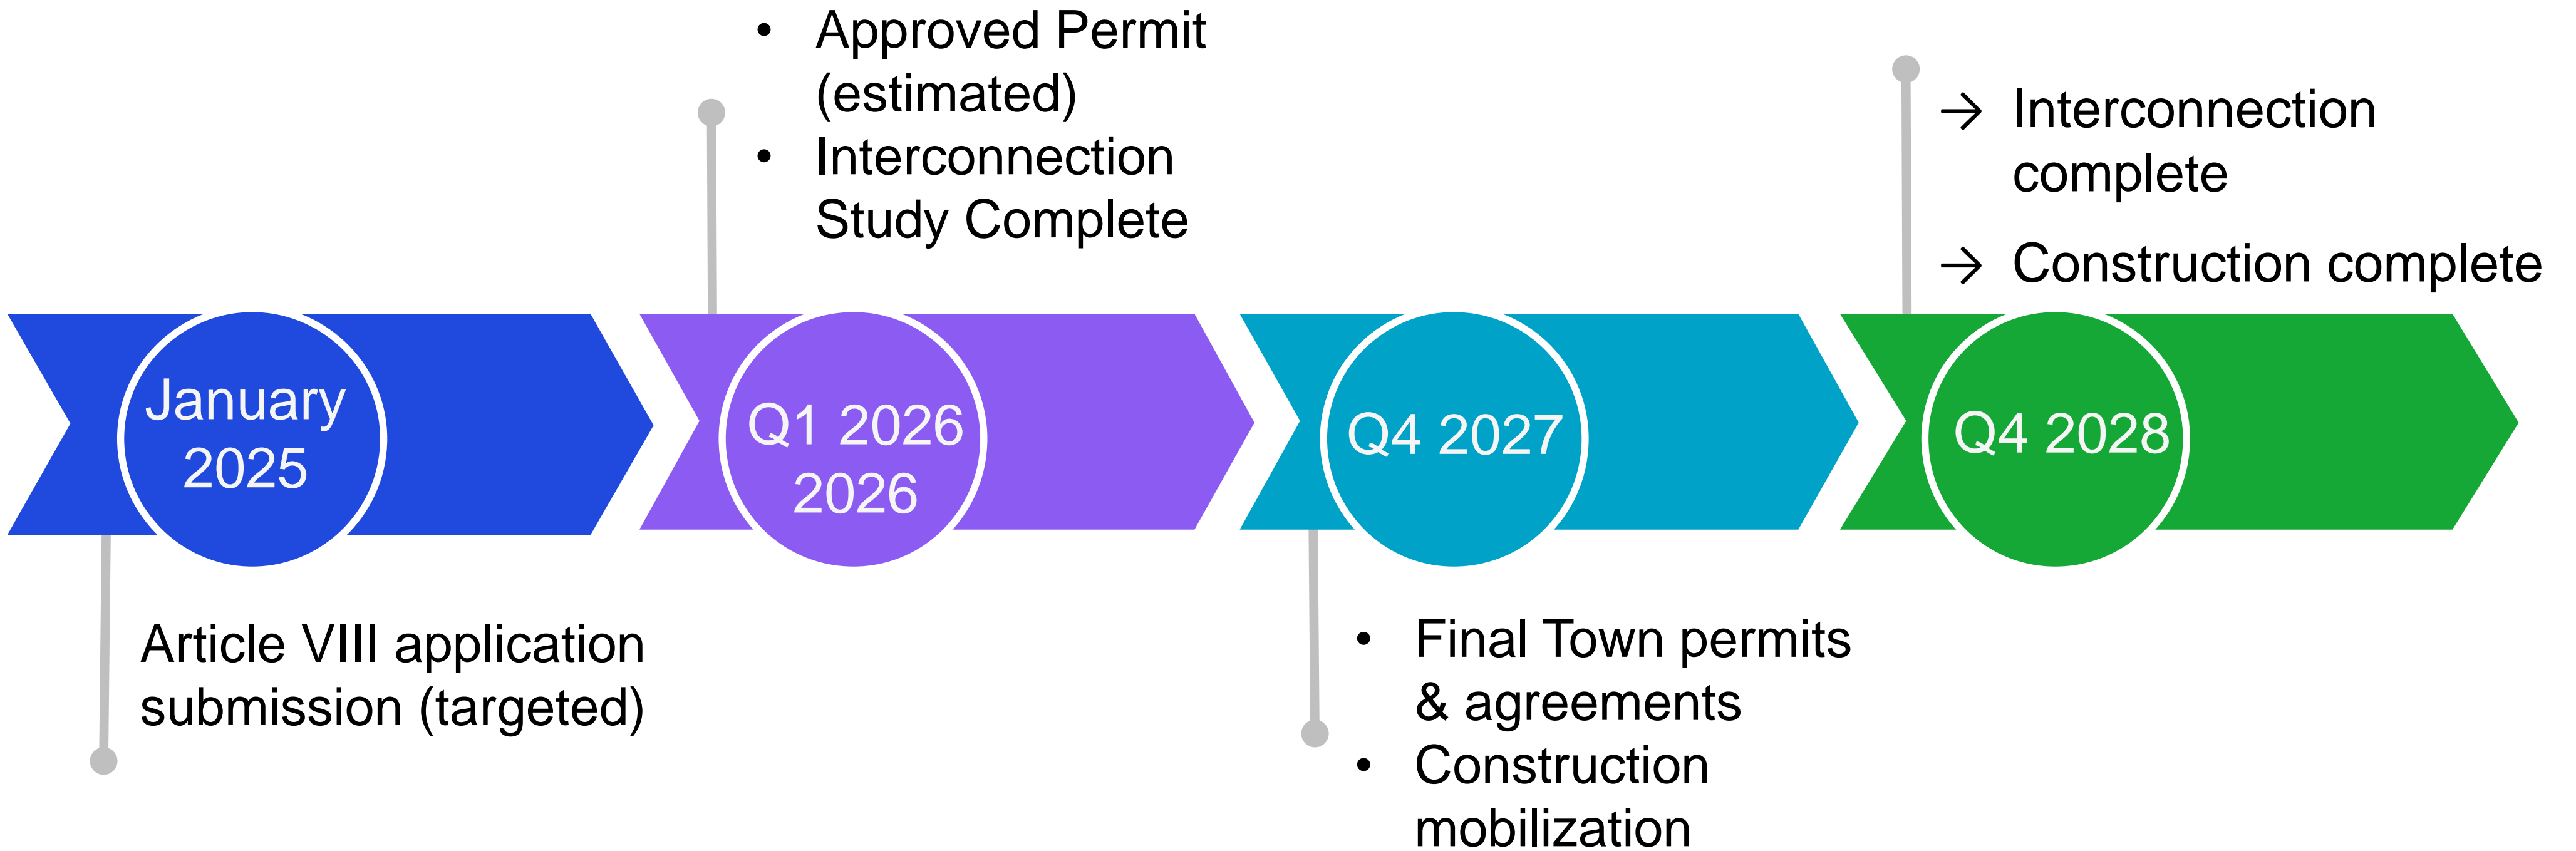 January
2025
Article VIII application
submission (targeted)
• Approved Permit
(estimated)
• Interconnection
Study Complete
Q1 2026
2026
Q4 2027
• Final Town permits
& agreements
• Construction
mobilization
→ Interconnection
complete
→ Construction complete
Q4 2028